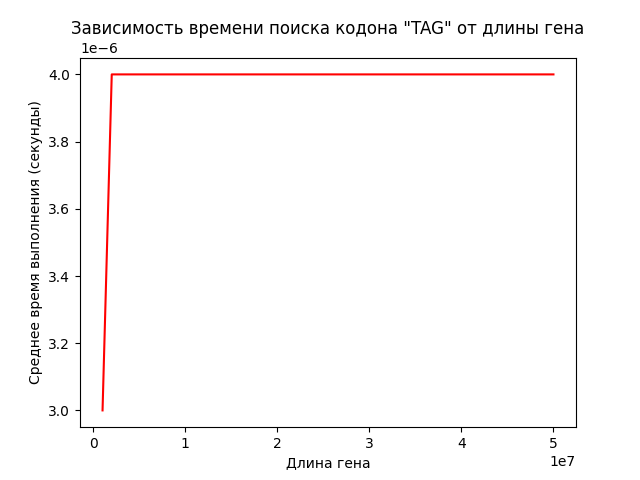 Зависимость времени поиска кодона "TAG" от длины гена
1e−6
4.0
3.8
3.6
3.4
3.2
3.0
Среднее время выполнения (секунды)
0
1
2
3
4
5
1e7
Длина гена